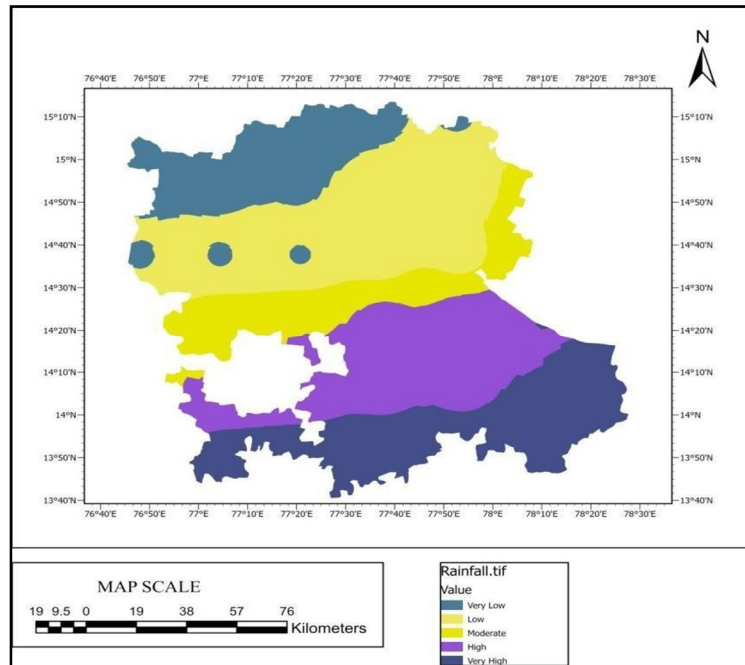 N
76°40'E 76°50'E 77°E 77°10'E 77°20'E 77°30'E 77°40'E 77°50'E 78°E 78°10'E 78°20'E 78°30'E
15°10'N 15°10'N
15°N 15°N
14°50'N 14°50'N
14°40'N 14°40'N
14°30'N 14°30'N
14°20'N 14°20'N
14°10'N 14°10'N
14°N 14°N
13°50'N 13°50'N
13°40'N 13°40'N
76°40'E 76°50'E 77°E 77°10'E 77°20'E 77°30'E 77°40'E 77°50'E 78°E 78°10'E 78°20'E 78°30'E
MAP SCALE
19 9.5 0 19 38 57 76
Kilometers
Rainfall.tif
Value
Very Low
Low
Moderate
High
Very High